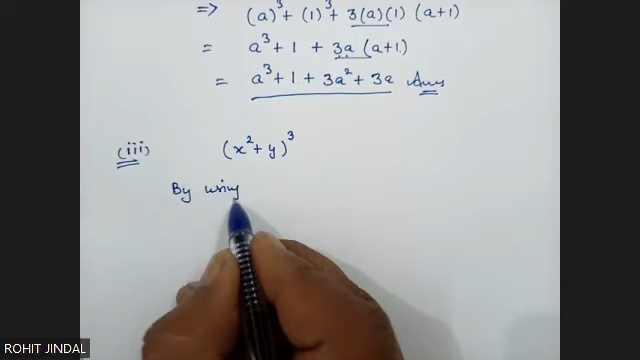 => (a)³ + (1)³ + 3(a)(1) (a+1)
= a³ + 1 + 3a (a+1)
= a³ + 1 + 3a² + 3a Ans
(iii) (x² + y)³
By using
ROHIT JINDAL